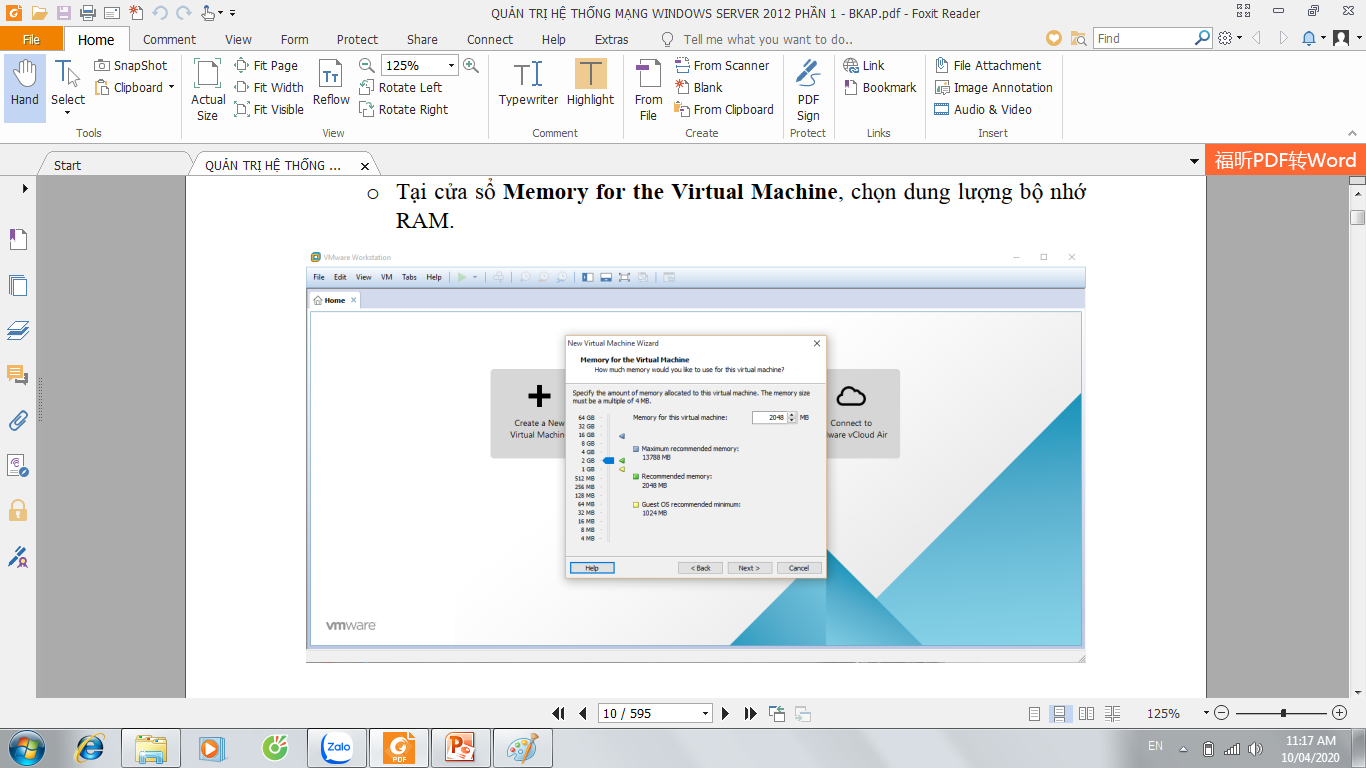 QUẢN TRỊ HỆ THỐNG MẠNG WINDOWS SERVER 2012 PHẦN 1 - BKAP.pdf - Foxit Reader
File Home Comment View Form Protect Share Connect Help Extras Tell me what you want to do.. Find
Hand
Select
SnapShot
Clipboard
Tools
Actual
Size
Fit Page
Fit Width
Fit Visible
Reflow
125%
Rotate Left
Rotate Right
View
Typewriter
Highlight
Comment
From
File
From Scanner
Blank
From Clipboard
Create
PDF
Sign
Protect
Link
Bookmark
Links
File Attachment
Image Annotation
Audio & Video
Insert
Start
QUẢN TRỊ HỆ THỐNG ...
福昕PDF转Word
o Tại cửa sổ Memory for the Virtual Machine, chọn dung lượng bộ nhớ
RAM.
VMware Workstation
File Edit View VM Tabs Help
Home
Create a New
Virtual Machin
Connect to
ware vCloud Air
New Virtual Machine Wizard
Memory for the Virtual Machine
How much memory would you like to use for this virtual machine?
Specify the amount of memory allocated to this virtual machine. The memory size
must be a multiple of 4 MB.
Memory for this virtual machine: 2048 MB
64 GB
32 GB
16 GB
8 GB
4 GB
2 GB
1 GB
512 MB
256 MB
128 MB
64 MB
32 MB
16 MB
8 MB
4 MB
Maximum recommended memory:
13788 MB
Recommended memory:
2048 MB
Guest OS recommended minimum:
1024 MB
Help
< Back
Next >
Cancel
vmware
10 / 595
125%
Zalo
PDF
EN
11:17 AM
10/04/2020